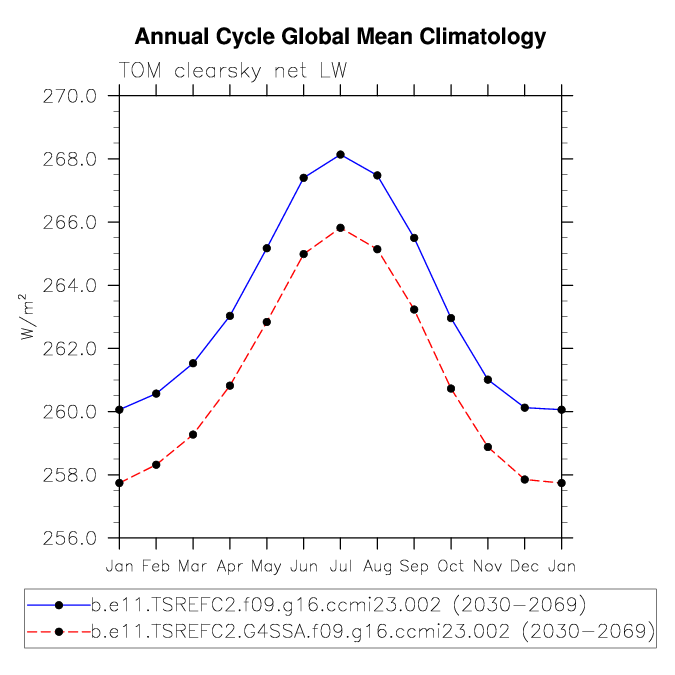 Annual Cycle Global Mean Climatology
TOM clearsky net LW
270.0
268.0
266.0
264.0
262.0
260.0
258.0
256.0
W/m²
Jan Feb Mar Apr May Jun Jul Aug Sep Oct Nov Dec Jan
b.e11.TSREFC2.f09.g16.ccmi23.002 (2030-2069)
b.e11.TSREFC2.G4SSA.f09.g16.ccmi23.002 (2030-2069)